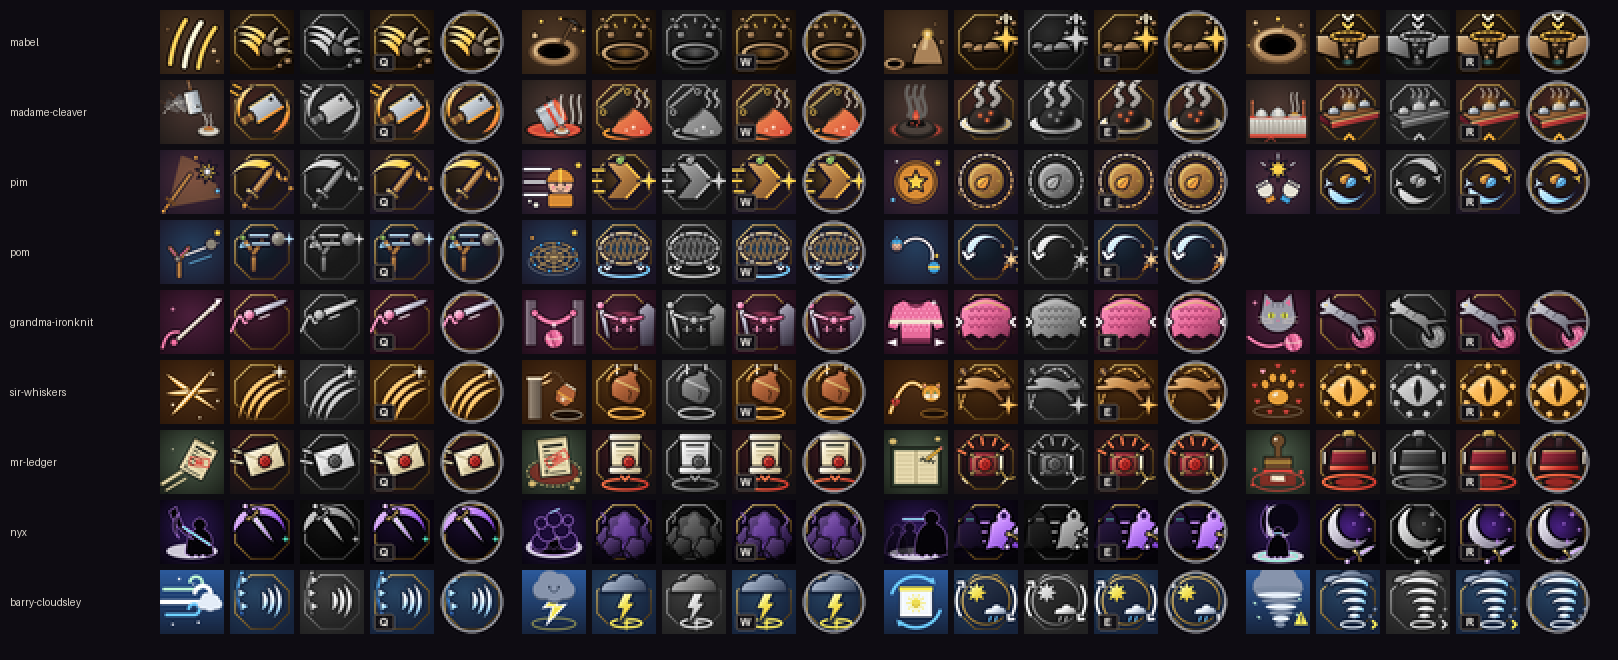 mabel
Q W E R
madame-cleaver
Q W E R
pim
Q W E R
pom
Q W E
grandma-ironknit
Q W E R
sir-whiskers
Q W E R
mr-ledger
Q W E R
nyx
Q W E R
barry-cloudsley
Q W E R